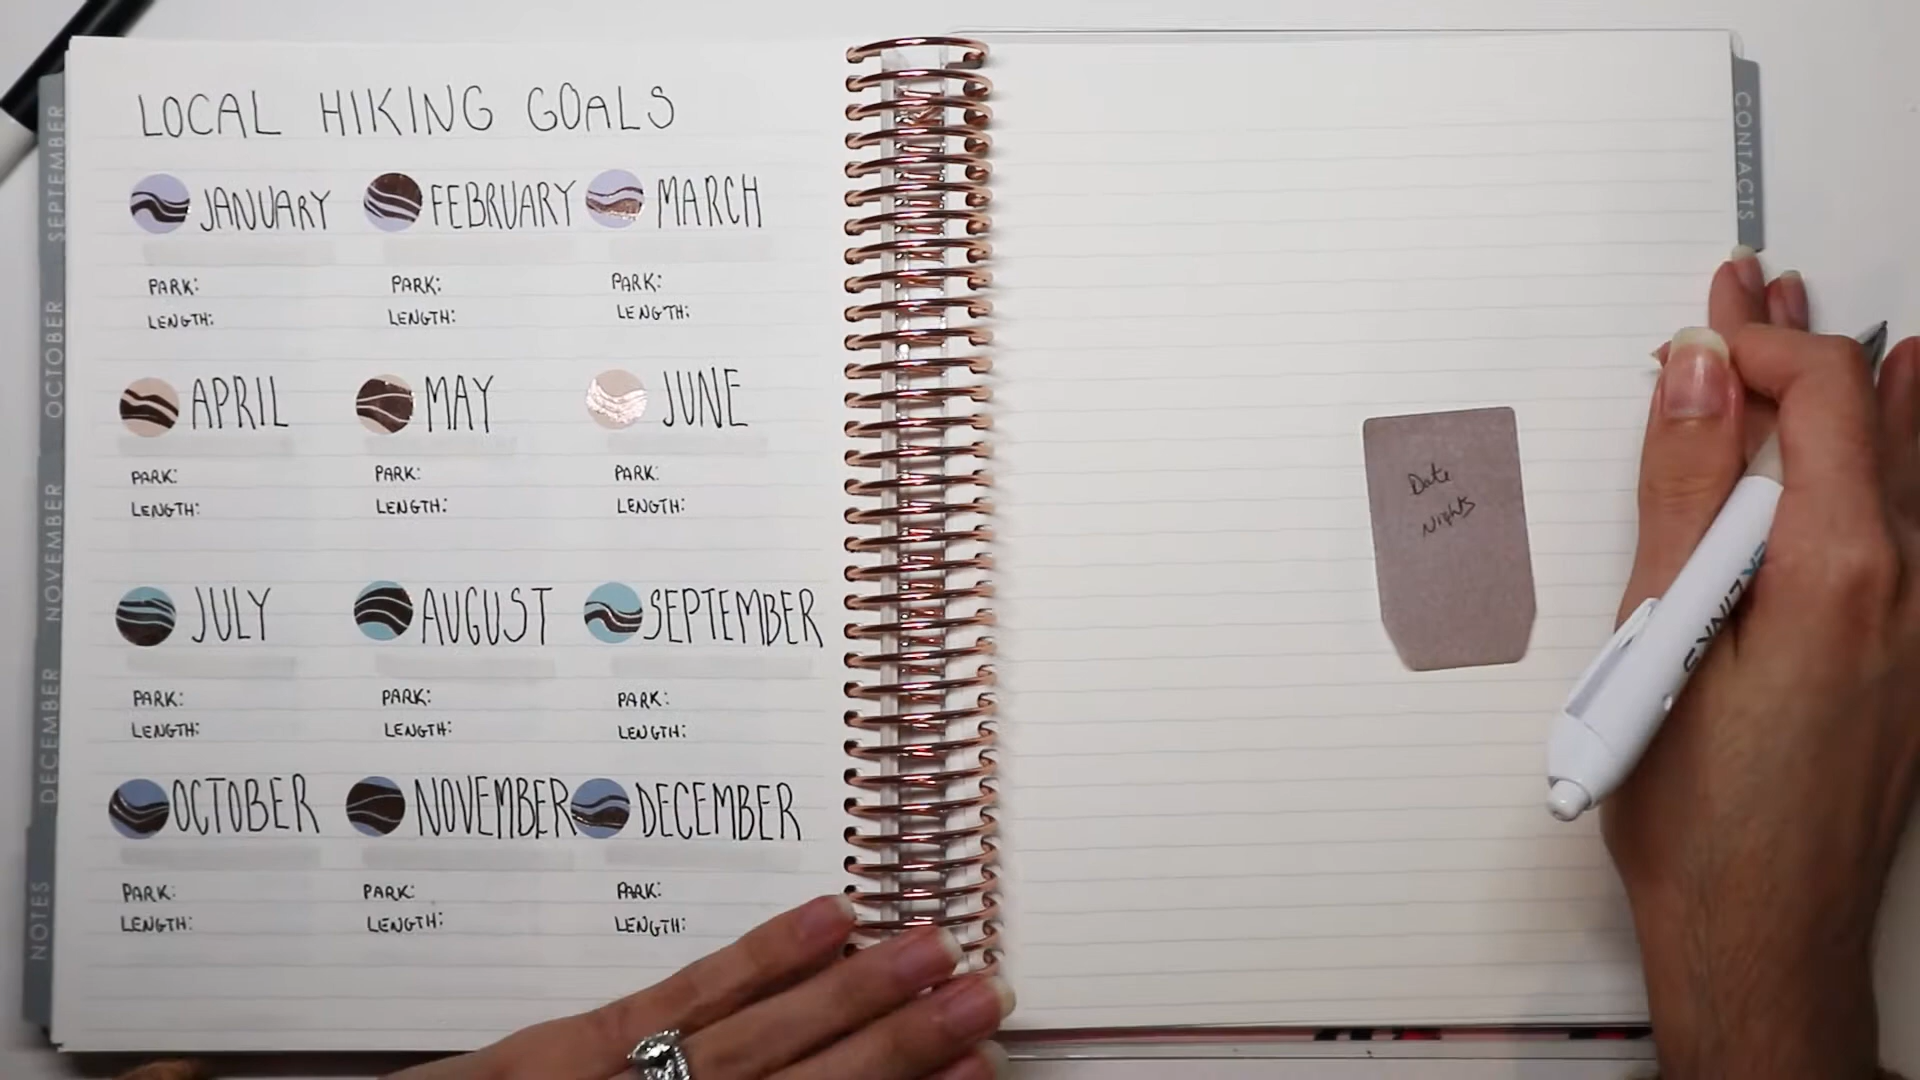 LOCAL HIKING GOALS
JANUARY FEBRUARY MARCH
PARK: PARK: PARK:
LENGTH: LENGTH: LENGTH:
APRIL MAY JUNE
PARK: PARK: PARK:
LENGTH: LENGTH: LENGTH:
JULY AUGUST SEPTEMBER
PARK: PARK: PARK:
LENGTH: LENGTH: LENGTH:
OCTOBER NOVEMBER DECEMBER
PARK: PARK: PARK:
LENGTH: LENGTH: LENGTH:
SEPTEMBER
OCTOBER
NOVEMBER
DECEMBER
NOTES
CONTACTS
Date
Nights